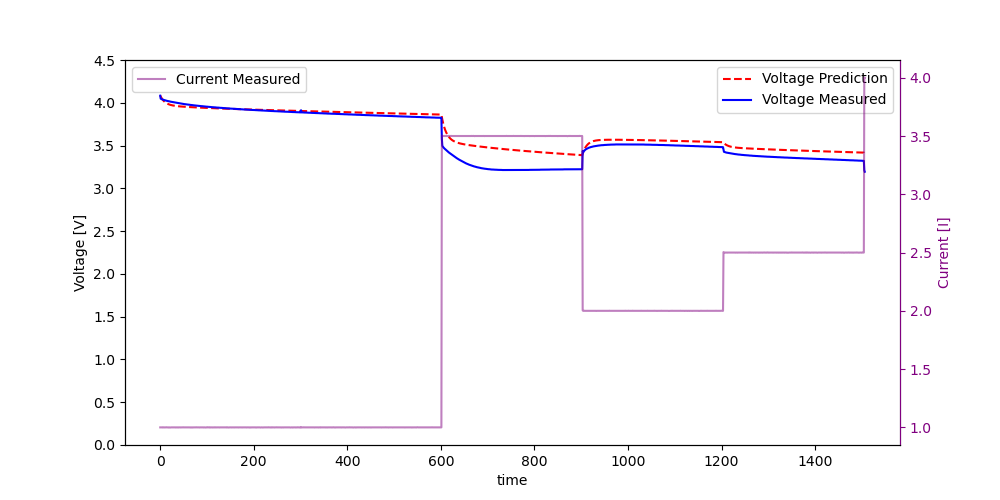 Current Measured
Voltage Prediction
Voltage Measured
Voltage [V]
4.5
4.0
3.5
3.0
2.5
2.0
1.5
1.0
0.5
0.0
4.0
3.5
3.0
2.5
2.0
1.5
1.0
Current [I]
0 200 400 600 800 1000 1200 1400
time